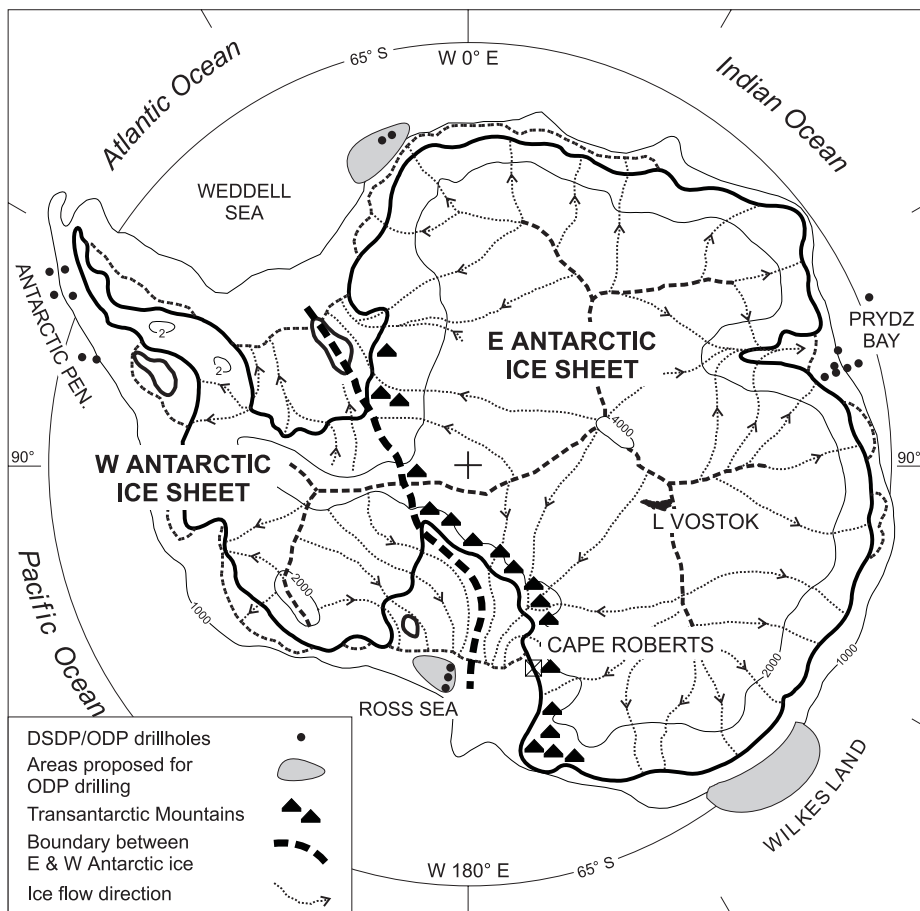 W 0° E
65° S
Atlantic Ocean
Indian Ocean
WEDDELL
SEA
ANTARCTIC PEN.
2
2
E ANTARCTIC
ICE SHEET
PRYDZ
BAY
4000
90°
W ANTARCTIC
ICE SHEET
90°
L VOSTOK
Pacific Ocean
2000
1000
CAPE ROBERTS
2000
1000
ROSS SEA
WILKES LAND
W 180° E
65° S
DSDP/ODP drillholes
Areas proposed for
ODP drilling
Transantarctic Mountains
Boundary between
E & W Antarctic ice
Ice flow direction